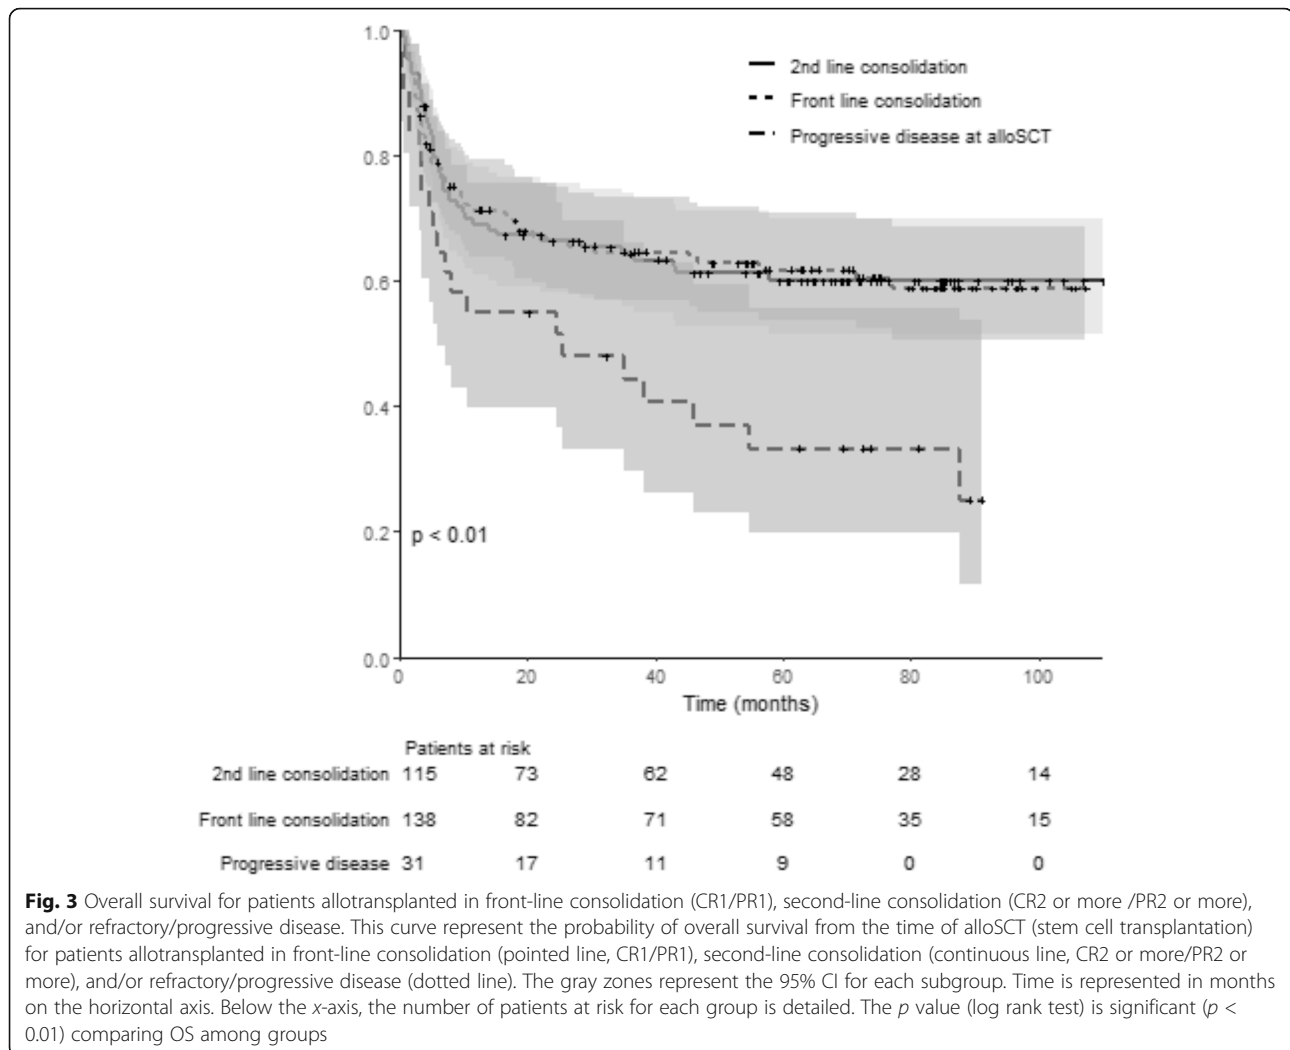 1.0
0.8
0.6
0.4
0.2
0.0
2nd line consolidation
Front line consolidation
Progressive disease at alloSCT
p < 0.01
0 20 40 60 80 100
Time (months)
Patients at risk
2nd line consolidation 115 73 62 48 28 14
Front line consolidation 138 82 71 58 35 15
Progressive disease 31 17 11 9 0 0
Fig. 3 Overall survival for patients allotransplanted in front-line consolidation (CR1/PR1), second-line consolidation (CR2 or more /PR2 or more),
and/or refractory/progressive disease. This curve represent the probability of overall survival from the time of alloSCT (stem cell transplantation)
for patients allotransplanted in front-line consolidation (pointed line, CR1/PR1), second-line consolidation (continuous line, CR2 or more/PR2 or
more), and/or refractory/progressive disease (dotted line). The gray zones represent the 95% CI for each subgroup. Time is represented in months
on the horizontal axis. Below the x-axis, the number of patients at risk for each group is detailed. The p value (log rank test) is significant (p <
0.01) comparing OS among groups